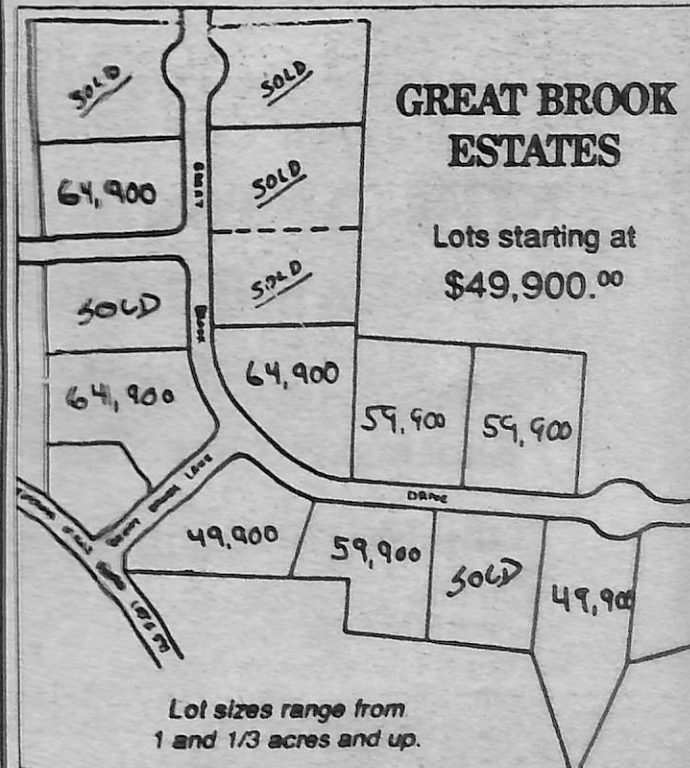 SOLD
SOLD
GREAT BROOK
ESTATES
64,900
GREAT
SOLD
Lots starting at
$49,900.00
SOLD
SOLD
BROOK
64,900
64,900
59,900
59,900
DRIVE
49,900
59,900
SOLD
49,900
Lot sizes range from
1 and 1/3 acres and up.